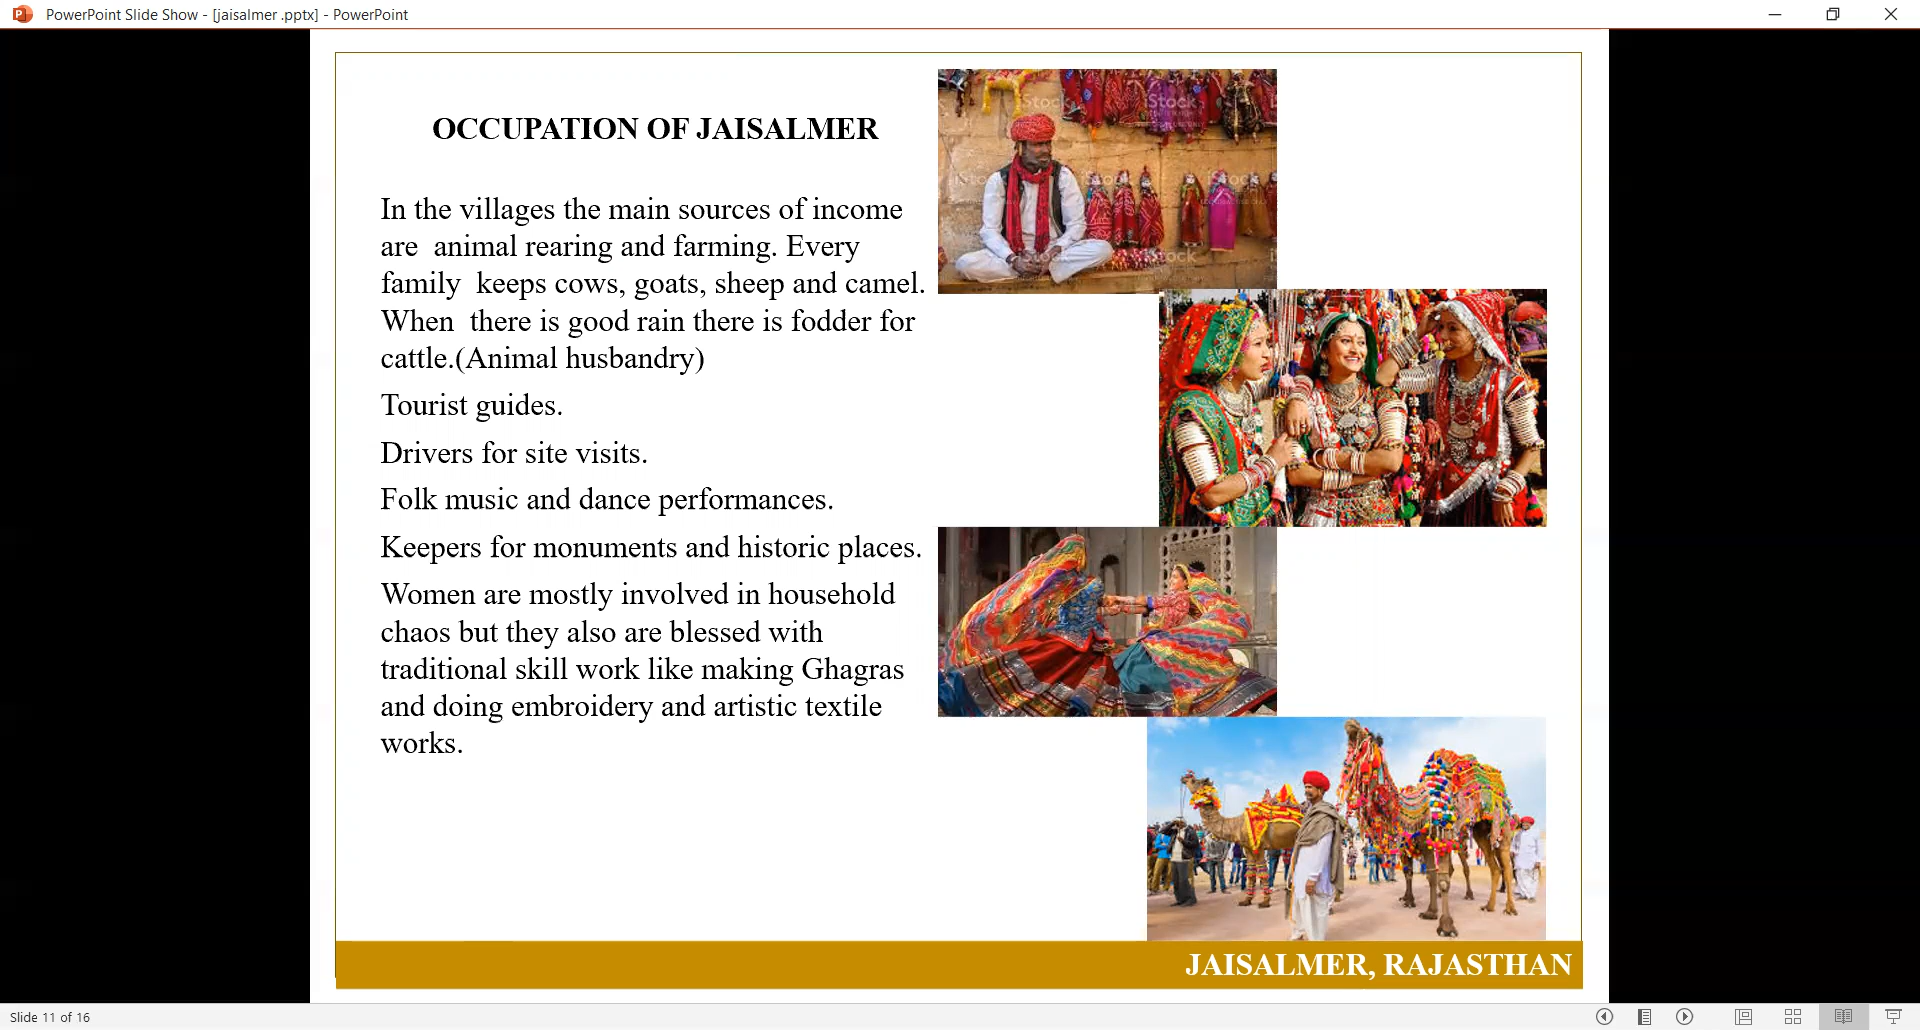 PowerPoint Slide Show - [jaisalmer .pptx] - PowerPoint
OCCUPATION OF JAISALMER
In the villages the main sources of income
are animal rearing and farming. Every
family keeps cows, goats, sheep and camel.
When there is good rain there is fodder for
cattle.(Animal husbandry)
Tourist guides.
Drivers for site visits.
Folk music and dance performances.
Keepers for monuments and historic places.
Women are mostly involved in household
chaos but they also are blessed with
traditional skill work like making Ghagras
and doing embroidery and artistic textile
works.
iStock
iStock
iStock
iStock
JAISALMER, RAJASTHAN
Slide 11 of 16